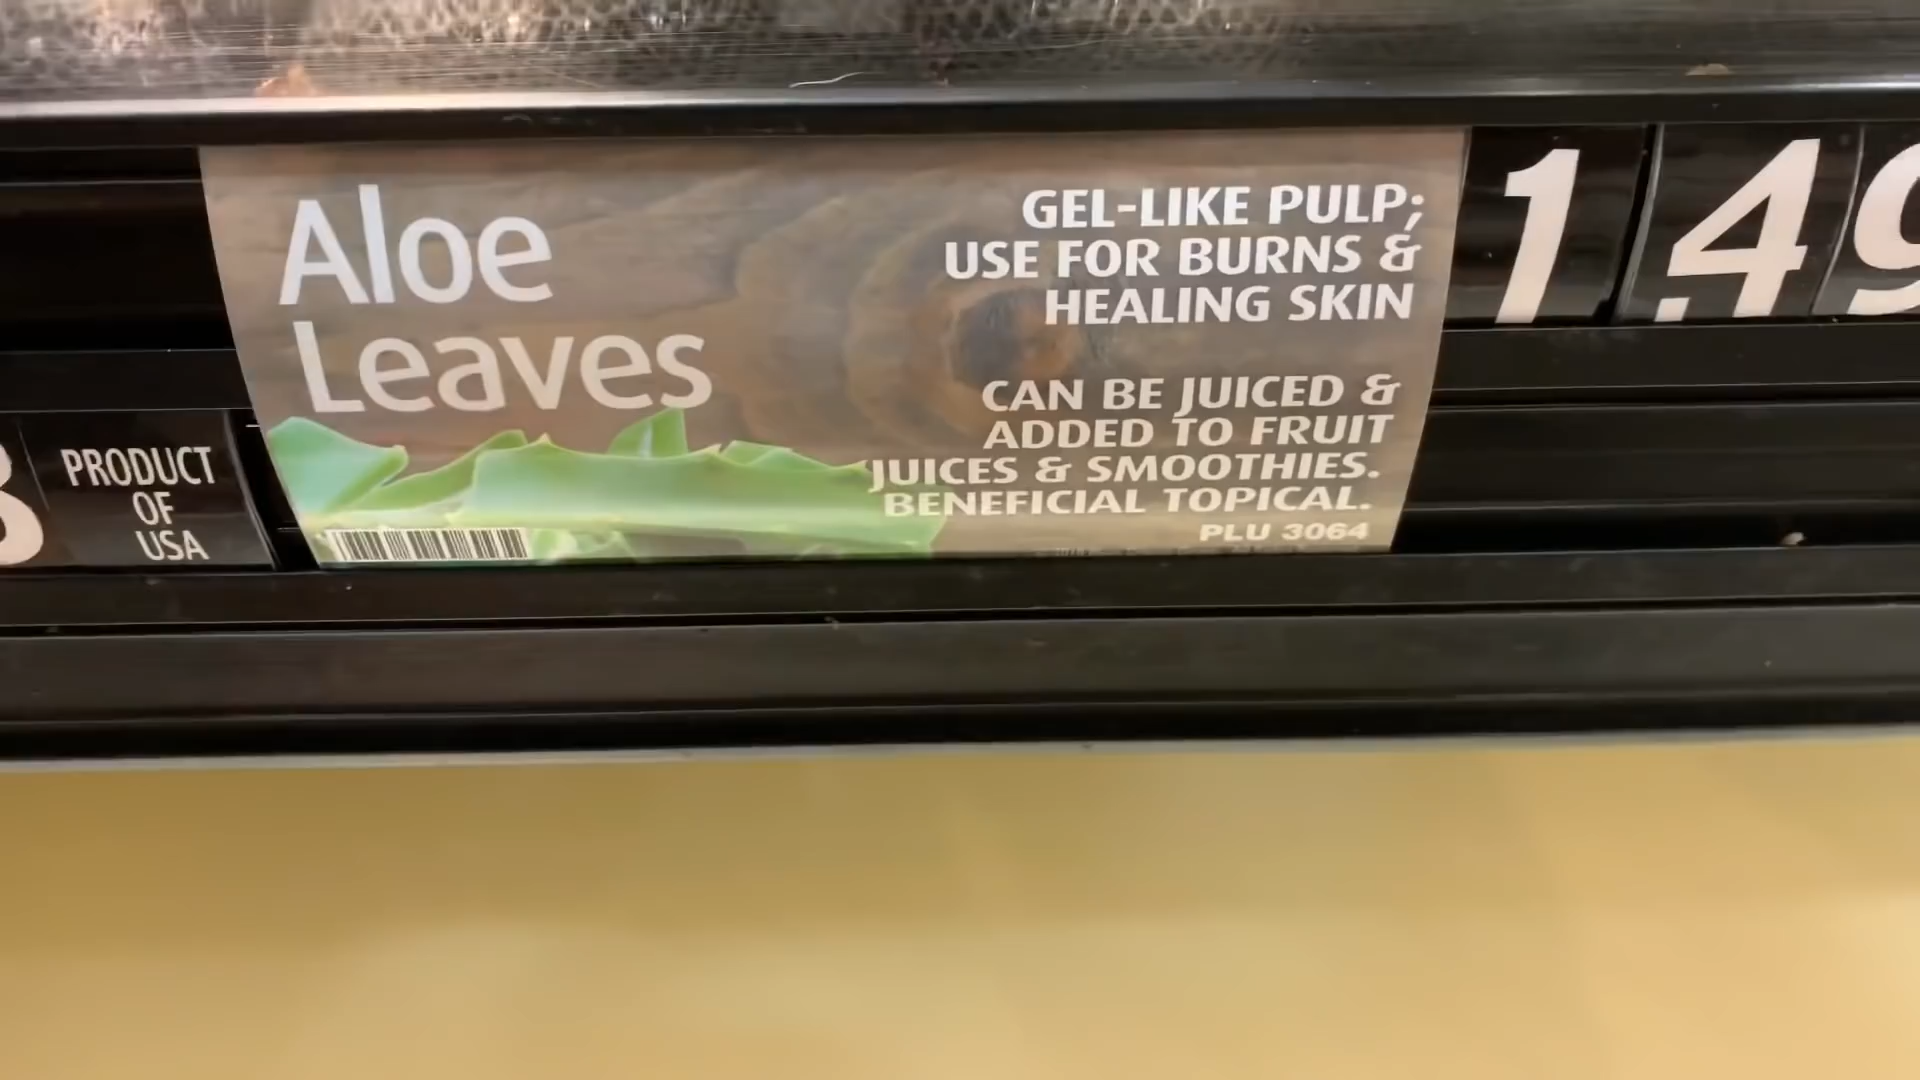 Aloe
Leaves
GEL-LIKE PULP;
USE FOR BURNS &
HEALING SKIN
CAN BE JUICED &
ADDED TO FRUIT
JUICES & SMOOTHIES.
BENEFICIAL TOPICAL.
PLU 3064
1.49
PRODUCT
OF
USA